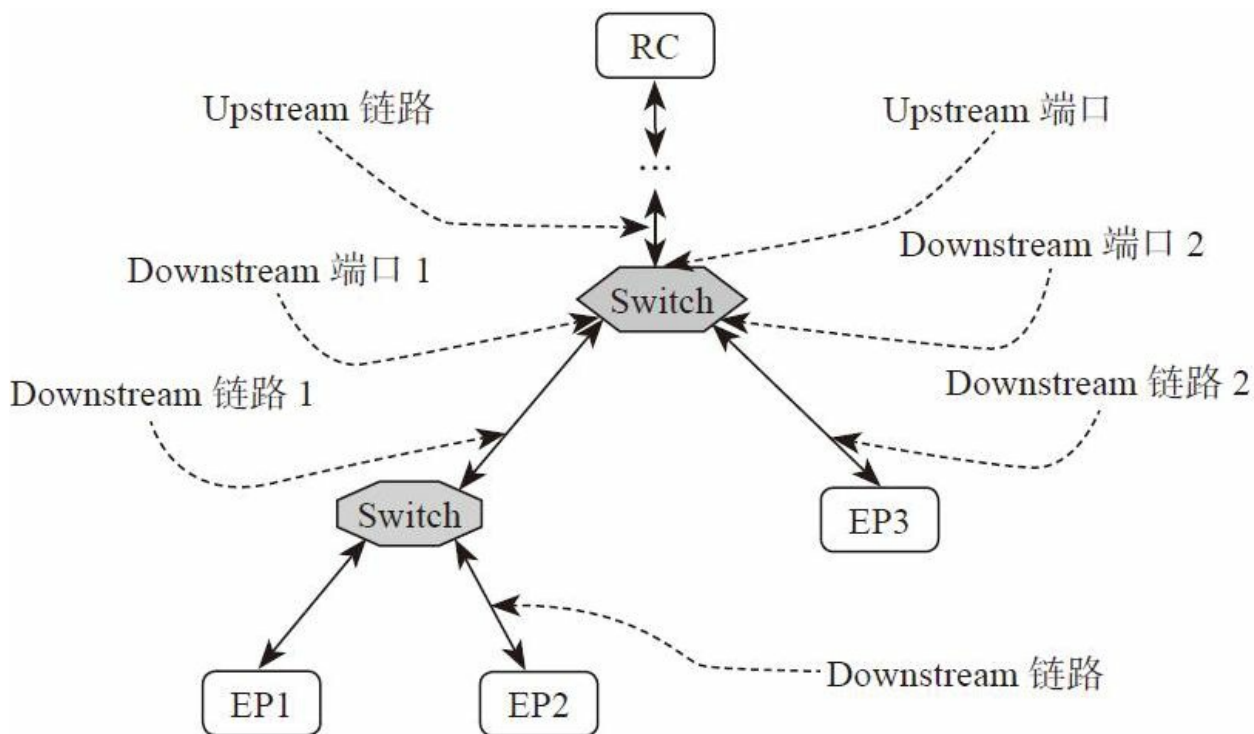 RC
Upstream 链路
Upstream 端口
...
Downstream 端口 1
Downstream 端口 2
Switch
Downstream 链路 1
Downstream 链路 2
Switch
EP3
EP1
EP2
Downstream 链路